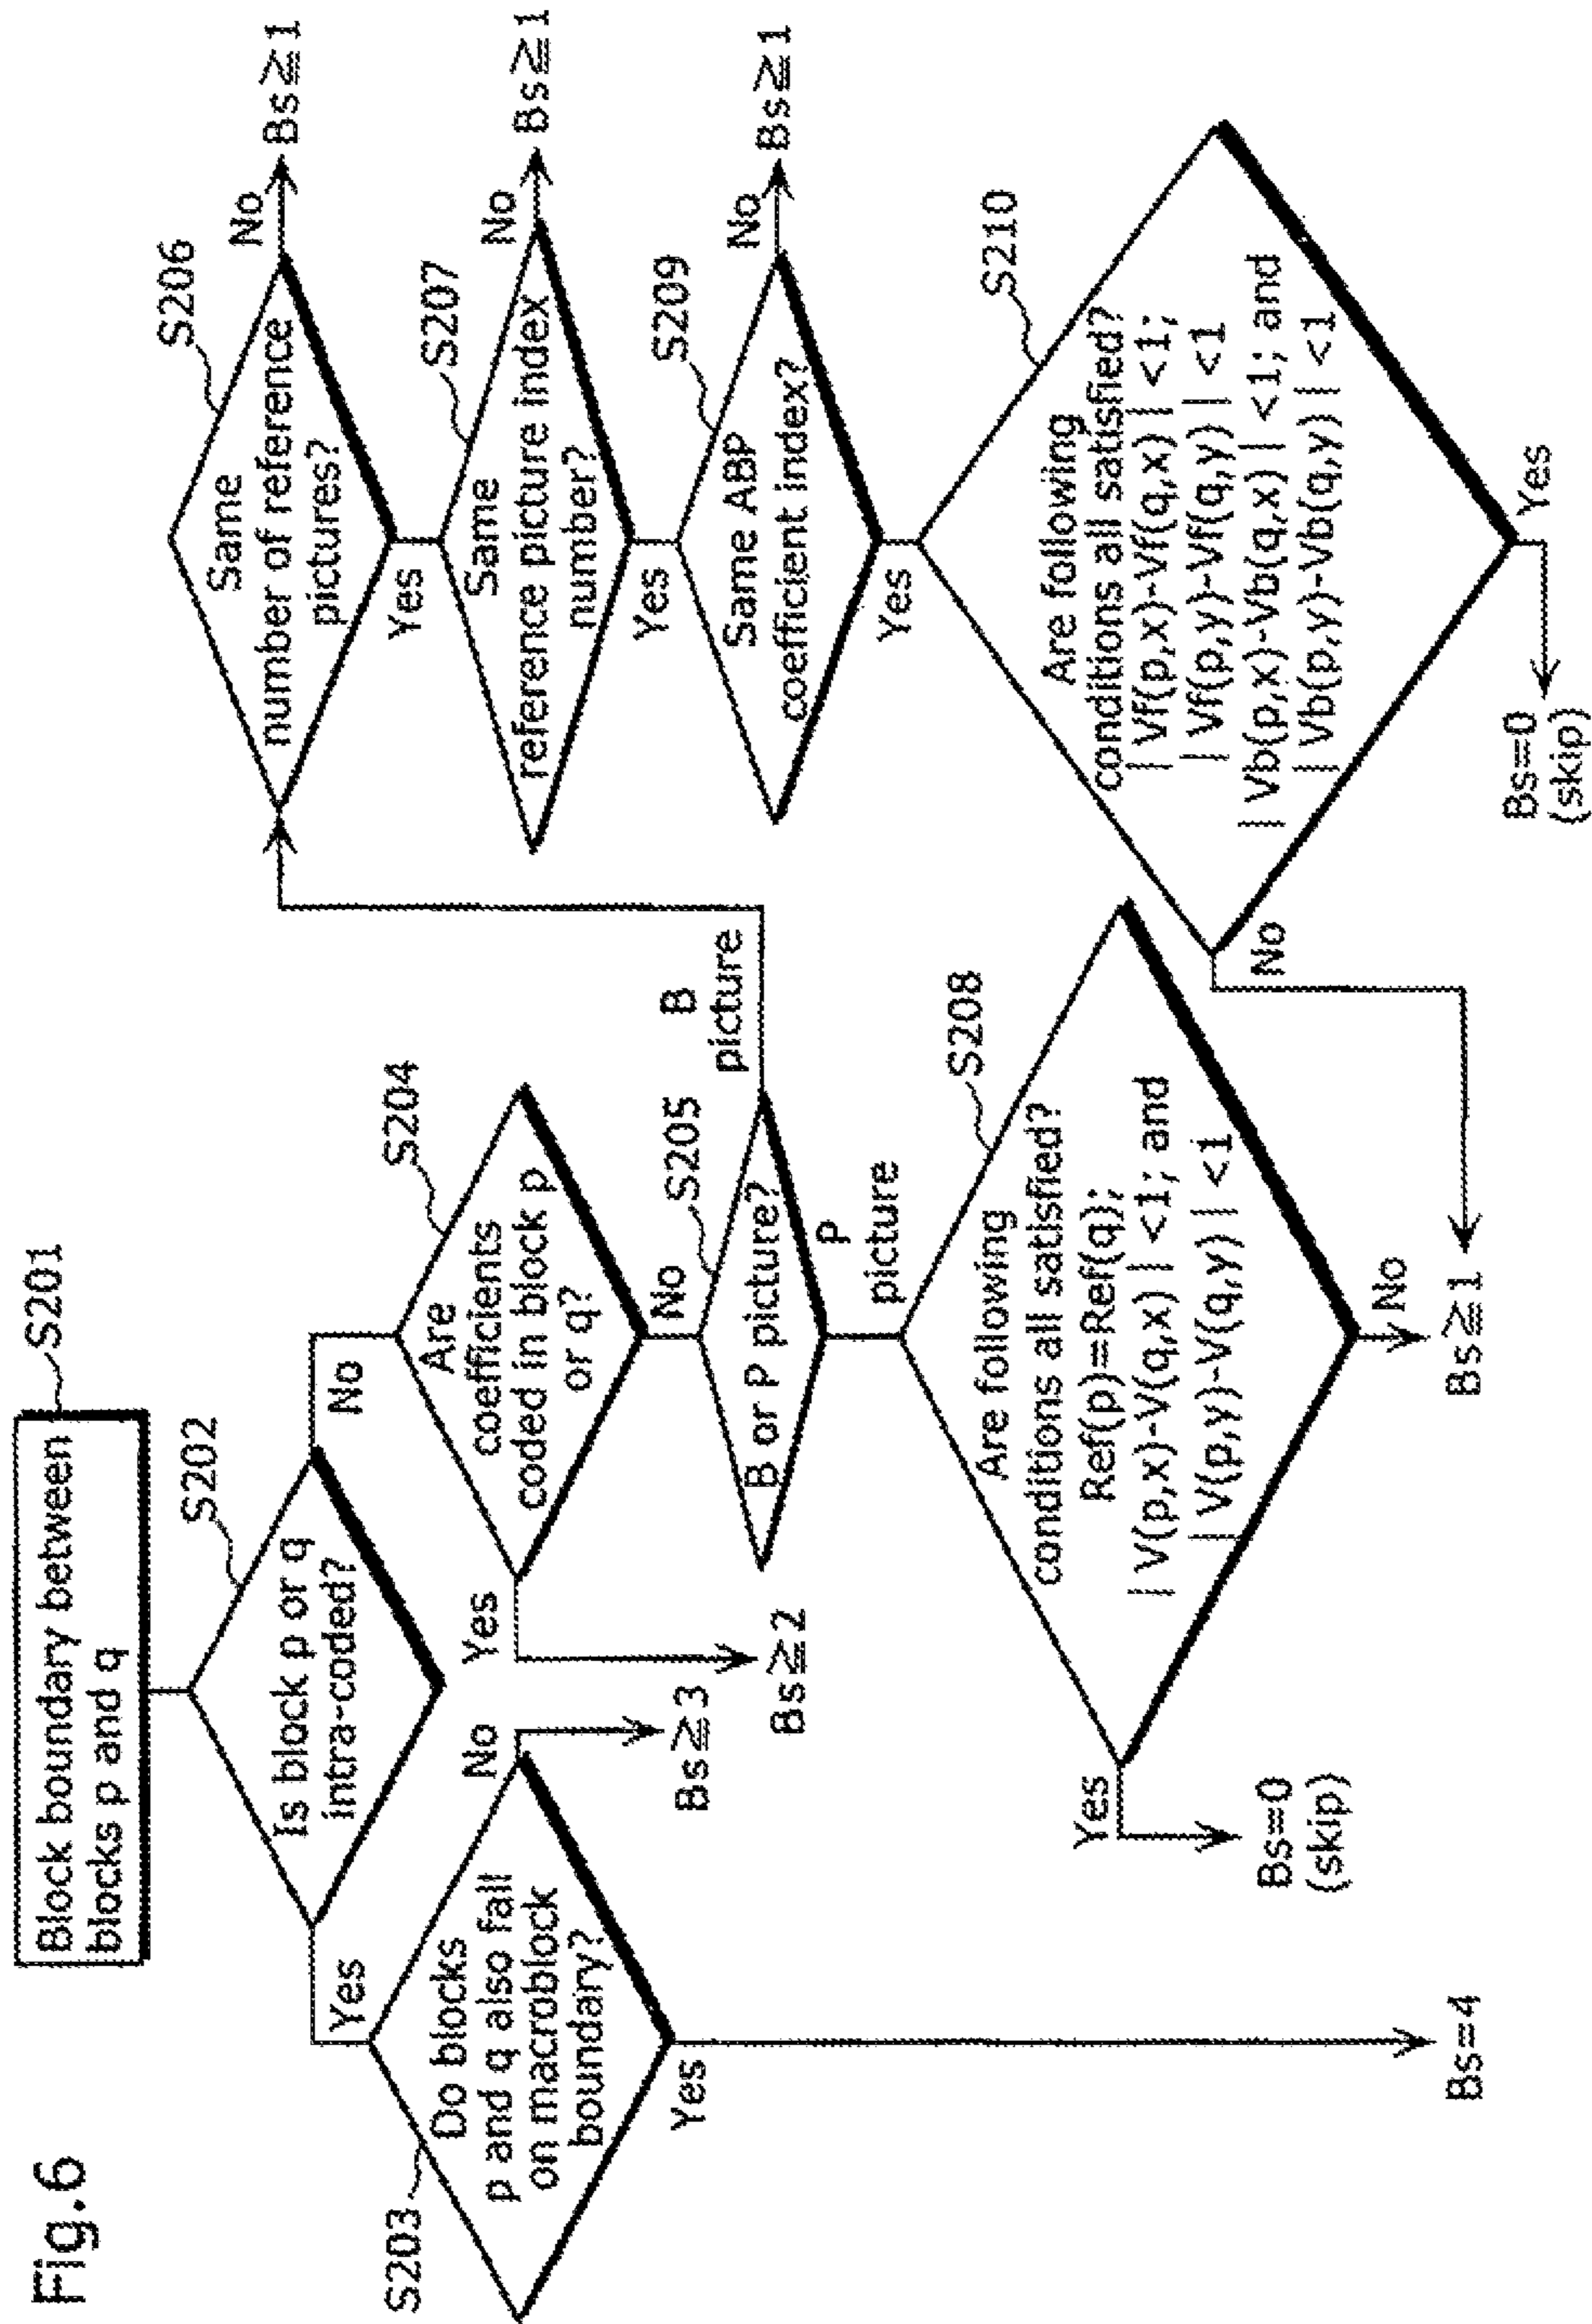 Fig.6
Block boundary between
blocks p and q
S201
S202
Is block p or q
intra-coded?
Yes
No
S203
Do blocks
p and q also fall
on macroblock
boundary?
No
Bs≧3
Yes
Bs=4
S204
Are
coefficients
coded in block p
or q?
Yes
Bs≧2
No
S205
B or P picture?
B
picture
P
picture
S208
Are following
conditions all satisfied?
Ref(p)=Ref(q);
| V(p,x)-V(q,x) | <1; and
| V(p,y)-V(q,y) | <1
Yes
Bs=0
(skip)
No
Bs≧1
S206
Same
number of reference
pictures?
No
Bs≧1
Yes
S207
Same
reference picture index
number?
No
Bs≧1
Yes
S209
Same ABP
coefficient index?
No
Bs≧1
Yes
S210
Are following
conditions all satisfied?
| Vf(p,x)-Vf(q,x) | <1;
| Vf(p,y)-Vf(q,y) | <1
| Vb(p,x)-Vb(q,x) | <1; and
| Vb(p,y)-Vb(q,y) | <1
No
Yes
Bs=0
(skip)